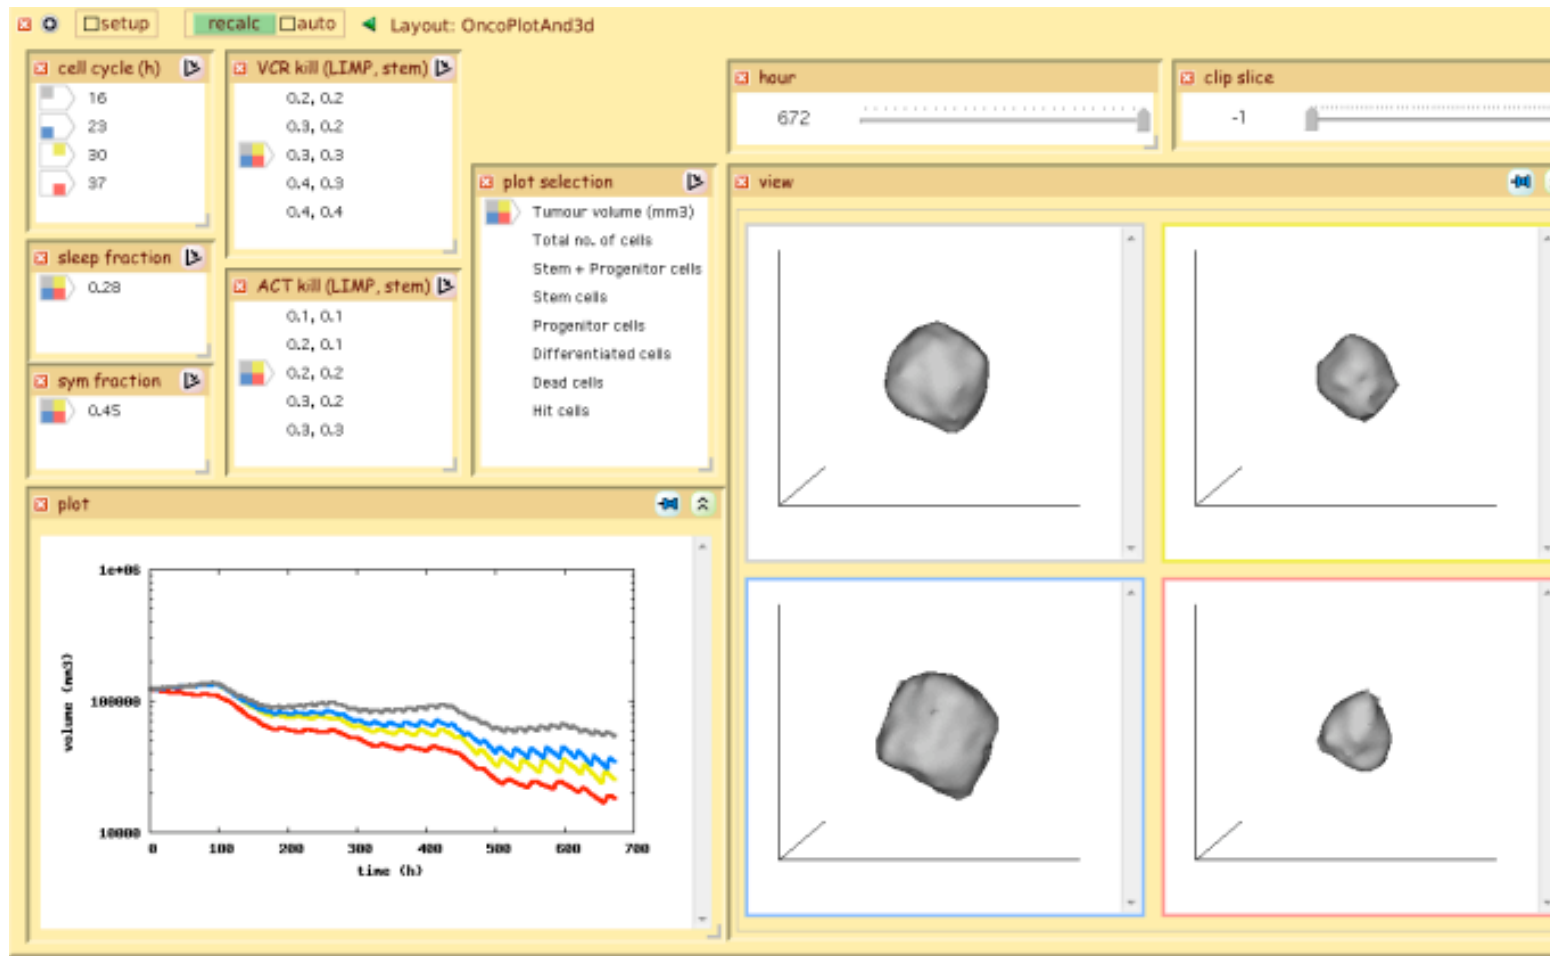 setup recalc auto Layout: OncoPlotAnd3d
cell cycle (h)
16
23
30
37
VCR kill (LIMP, stem)
0.2, 0.2
0.3, 0.2
0.3, 0.3
0.4, 0.3
0.4, 0.4
hour
672
clip slice
-1
sleep fraction
0.28
ACT kill (LIMP, stem)
0.1, 0.1
0.2, 0.1
0.2, 0.2
0.3, 0.2
0.3, 0.3
sym fraction
0.45
plot selection
Tumour volume (mm3)
Total no. of cells
Stem + Progenitor cells
Stem cells
Progenitor cells
Differentiated cells
Dead cells
Hit cells
view
plot
1e+06
100000
10000
volume (mm3)
0 100 200 300 400 500 600 700
time (h)